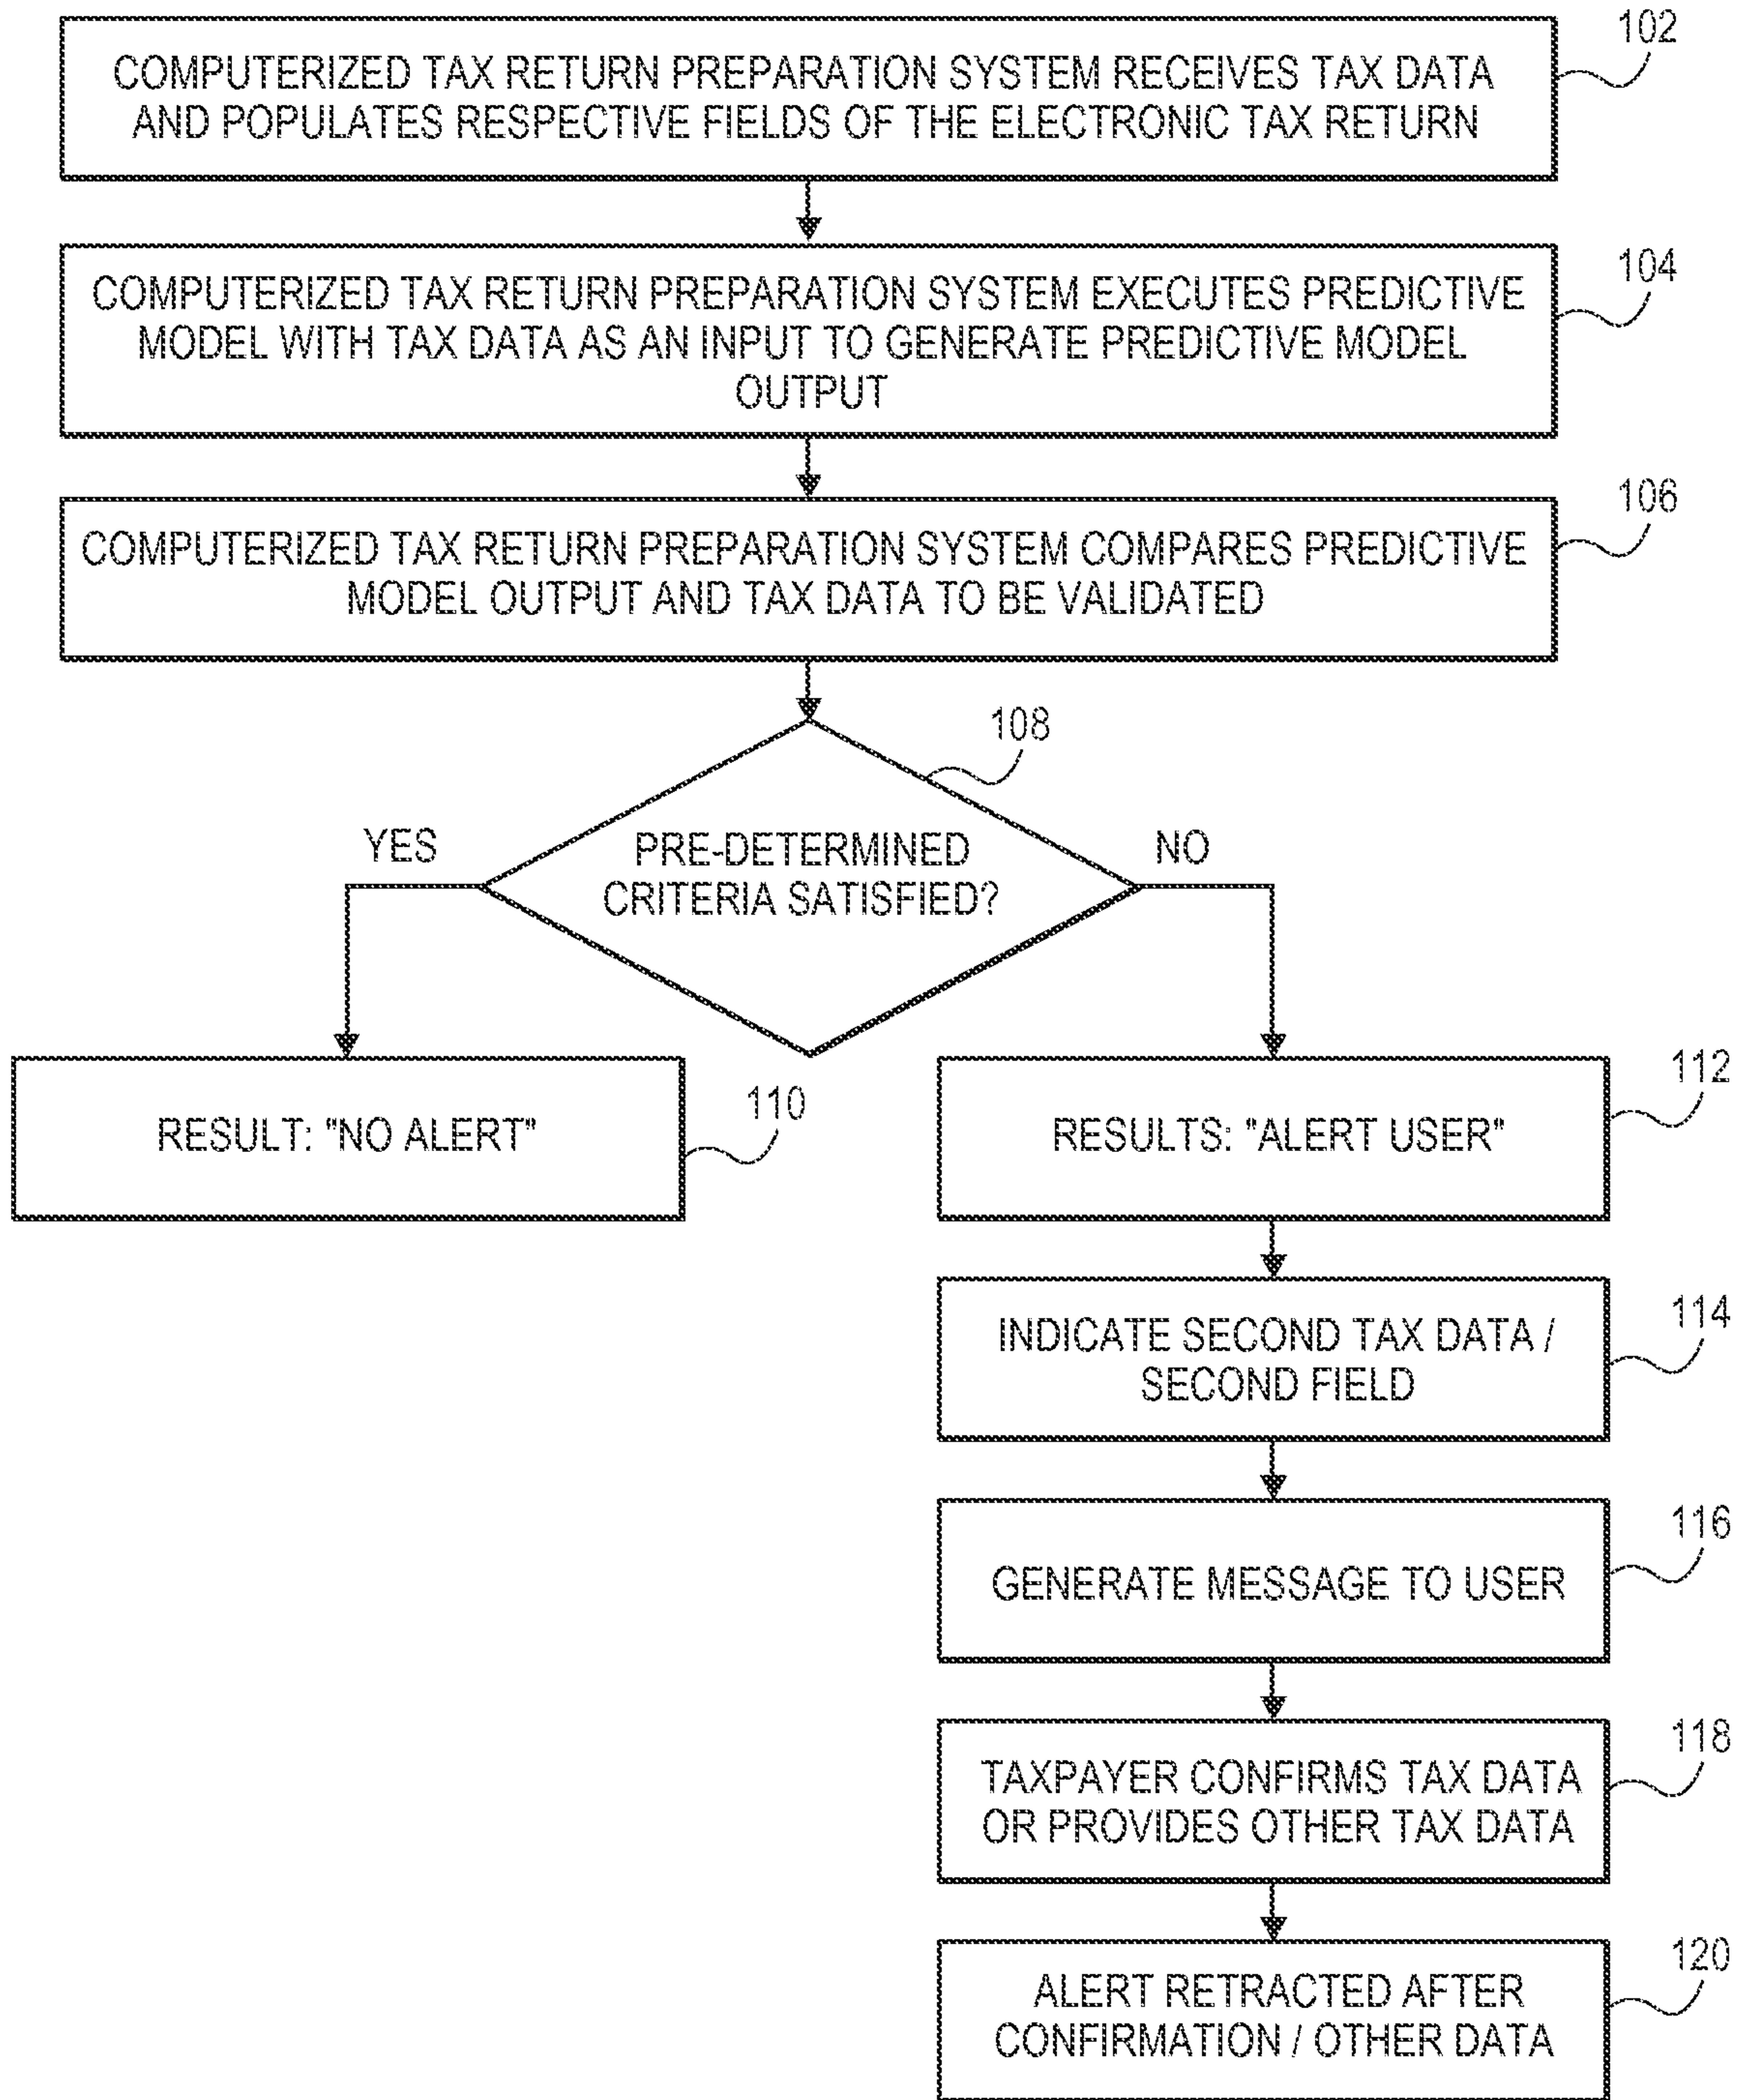 102
COMPUTERIZED TAX RETURN PREPARATION SYSTEM RECEIVES TAX DATA
AND POPULATES RESPECTIVE FIELDS OF THE ELECTRONIC TAX RETURN
104
COMPUTERIZED TAX RETURN PREPARATION SYSTEM EXECUTES PREDICTIVE
MODEL WITH TAX DATA AS AN INPUT TO GENERATE PREDICTIVE MODEL
OUTPUT
106
COMPUTERIZED TAX RETURN PREPARATION SYSTEM COMPARES PREDICTIVE
MODEL OUTPUT AND TAX DATA TO BE VALIDATED
108
YES
PRE-DETERMINED
CRITERIA SATISFIED?
NO
110
RESULT: "NO ALERT"
112
RESULTS: "ALERT USER"
114
INDICATE SECOND TAX DATA /
SECOND FIELD
116
GENERATE MESSAGE TO USER
118
TAXPAYER CONFIRMS TAX DATA
OR PROVIDES OTHER TAX DATA
120
ALERT RETRACTED AFTER
CONFIRMATION / OTHER DATA